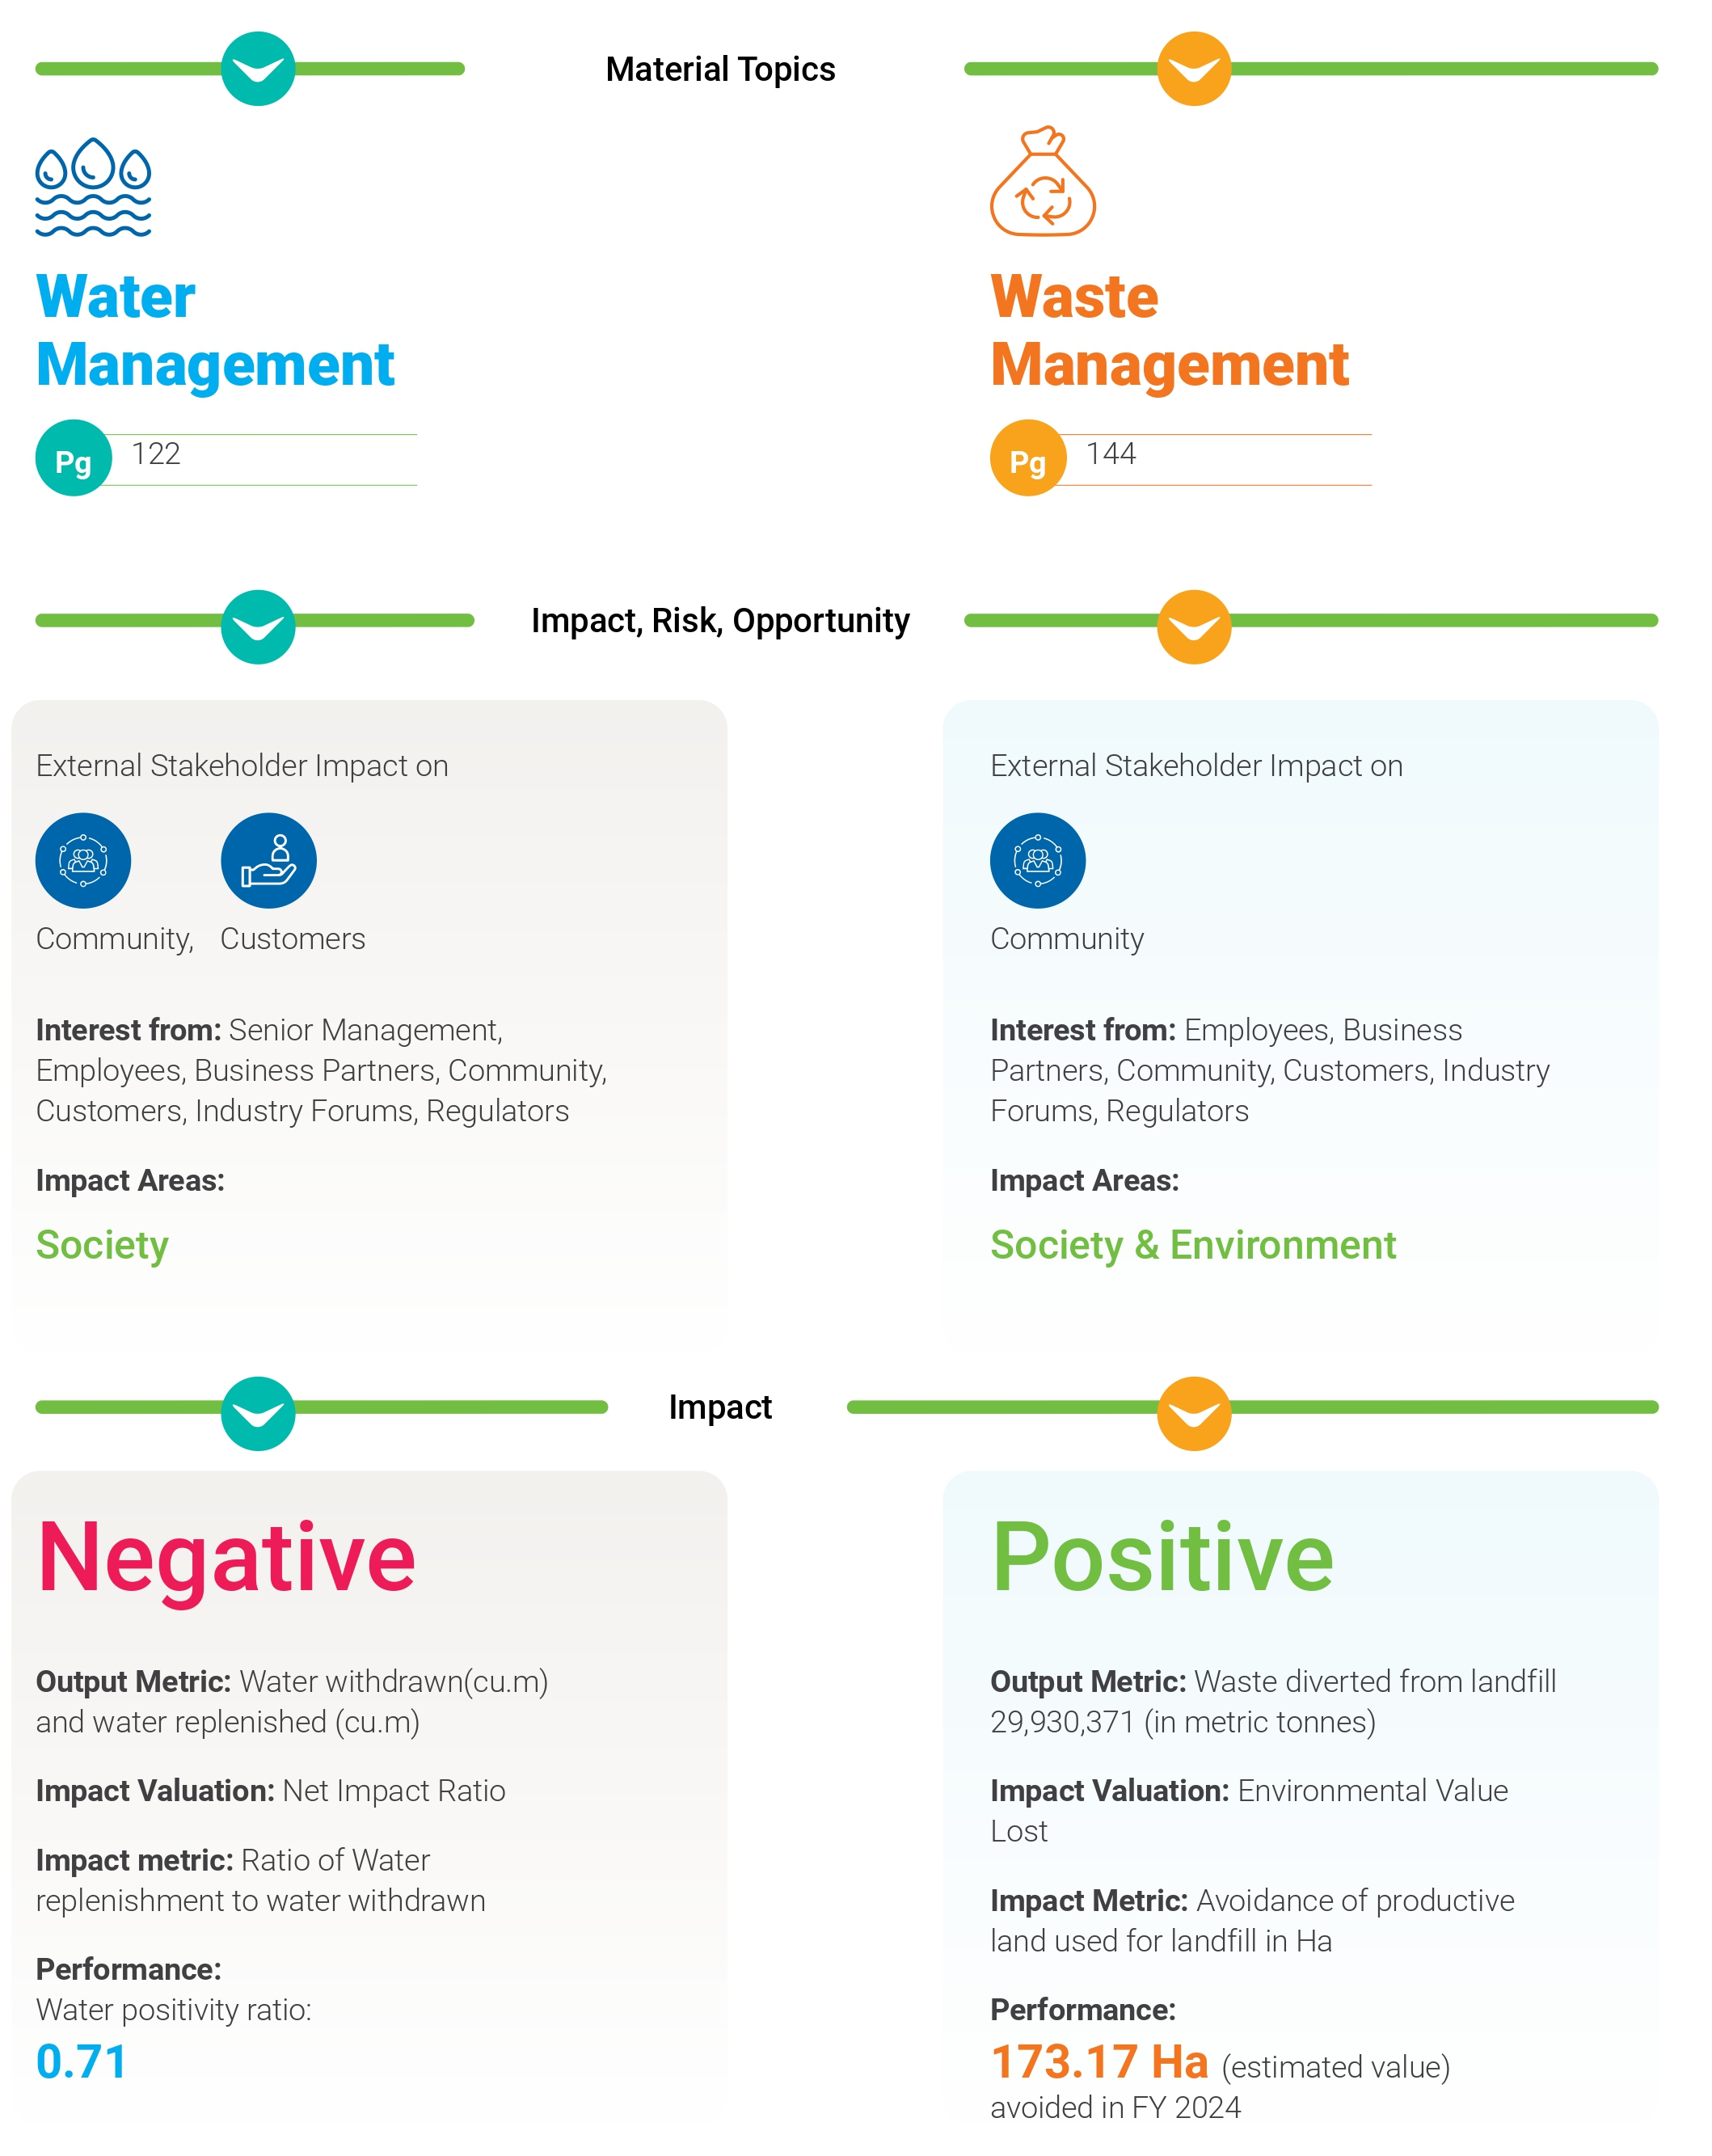 Material Topics
Water
Management
Pg 122
Waste
Management
Pg 144
Impact, Risk, Opportunity
External Stakeholder Impact on
Community, Customers
Interest from: Senior Management,
Employees, Business Partners, Community,
Customers, Industry Forums, Regulators
Impact Areas:
Society
External Stakeholder Impact on
Community
Interest from: Employees, Business
Partners, Community, Customers, Industry
Forums, Regulators
Impact Areas:
Society & Environment
Impact
Negative
Output Metric: Water withdrawn(cu.m)
and water replenished (cu.m)
Impact Valuation: Net Impact Ratio
Impact metric: Ratio of Water
replenishment to water withdrawn
Performance:
Water positivity ratio:
0.71
Positive
Output Metric: Waste diverted from landfill
29,930,371 (in metric tonnes)
Impact Valuation: Environmental Value
Lost
Impact Metric: Avoidance of productive
land used for landfill in Ha
Performance:
173.17 Ha (estimated value)
avoided in FY 2024